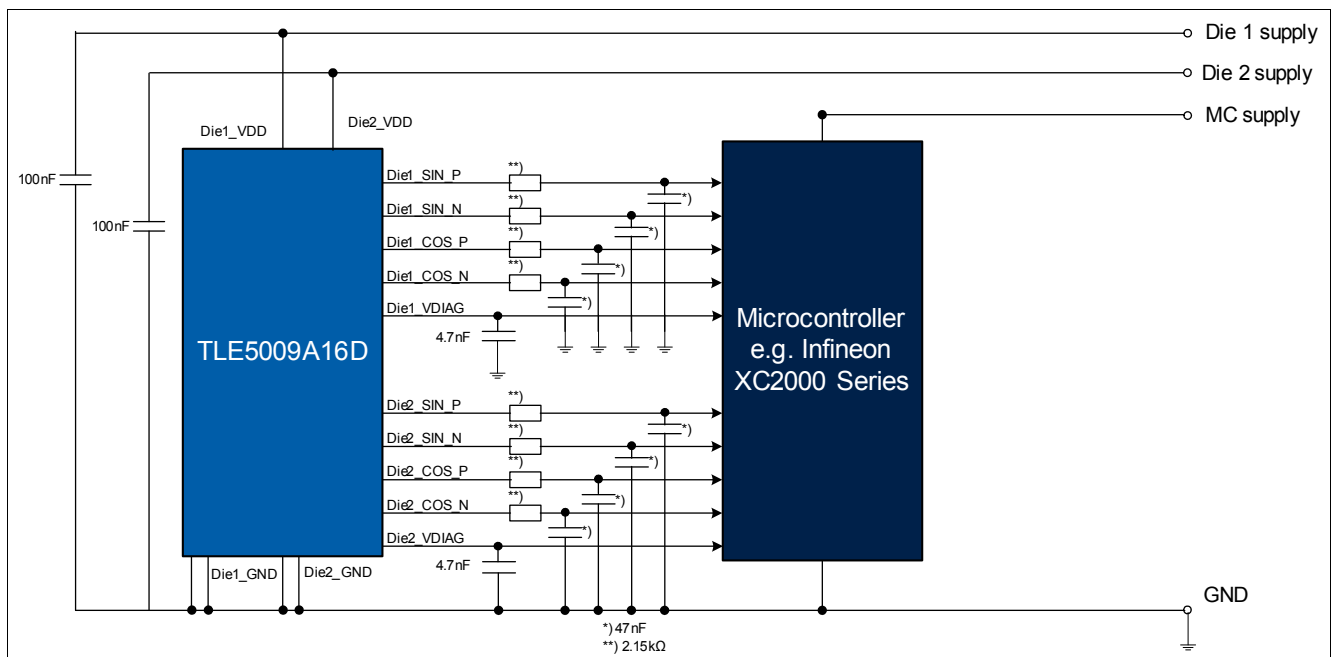 Die 1 supply
Die 2 supply
MC supply
Die1_VDD
Die2_VDD
100nF
100nF
TLE5009A16D
Die1_SIN_P
**)
*)
Die1_SIN_N
**)
*)
Die1_COS_P
**)
*)
Die1_COS_N
**)
*)
Die1_VDIAG
4.7nF
Microcontroller
e.g. Infineon
XC2000 Series
Die2_SIN_P
**)
*)
Die2_SIN_N
**)
*)
Die2_COS_P
**)
*)
Die2_COS_N
**)
*)
Die2_VDIAG
4.7nF
Die1_GND
Die2_GND
GND
*) 47nF
**) 2.15kΩ